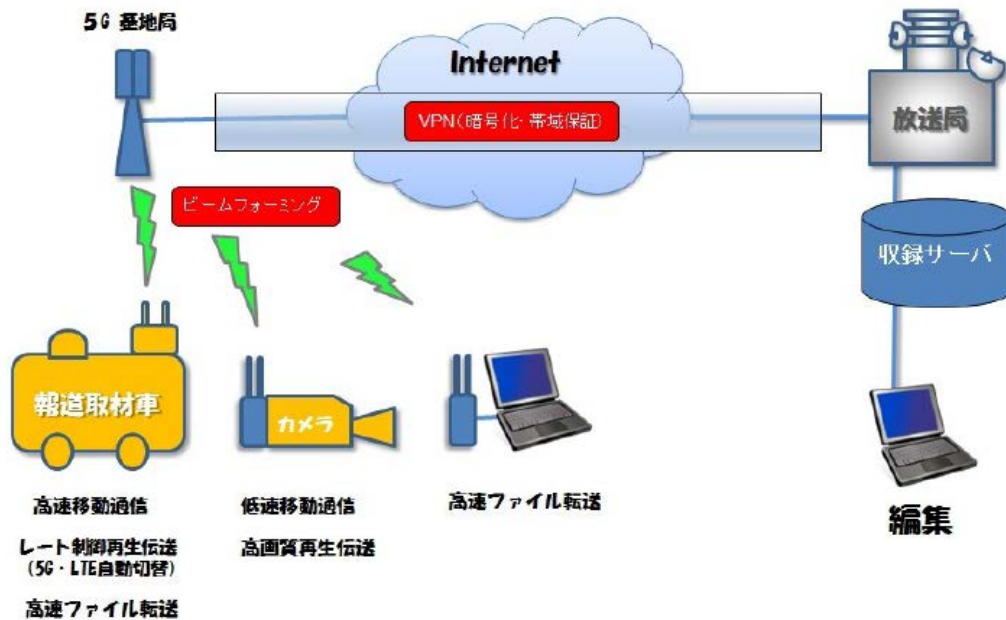 5G 基地局
Internet
VPN（暗号化・帯域保証）
放送局
ビームフォーミング
収録サーバ
報道取材車
カメラ
高速移動通信
レート制御再生伝送
（5G・LTE自動切替）
高速ファイル転送
低速移動通信
高画質再生伝送
高速ファイル転送
編集